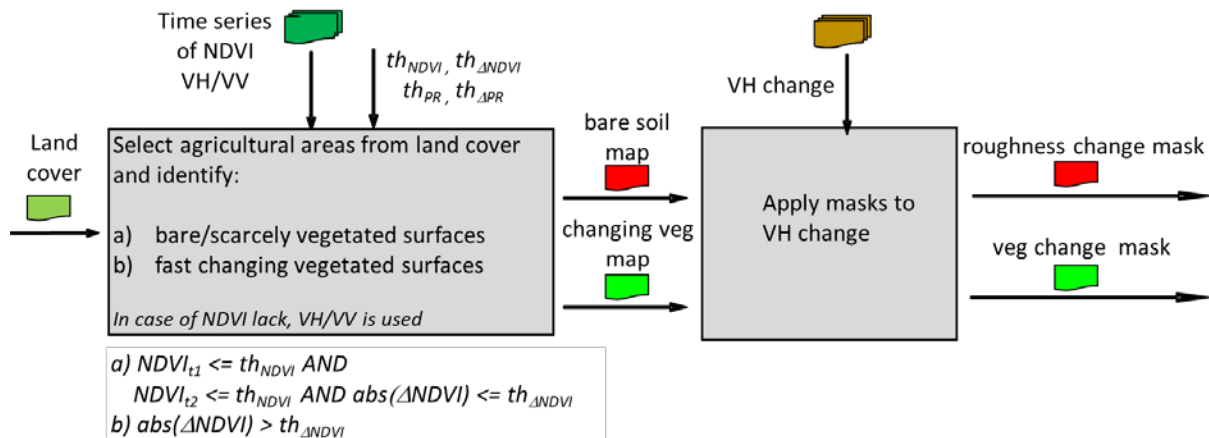 Time series
of NDVI
VH/VV
th_NDVI , th_ΔNDVI
th_PR , th_ΔPR
Land
cover
Select agricultural areas from land cover
and identify:
a) bare/scarcely vegetated surfaces
b) fast changing vegetated surfaces
In case of NDVI lack, VH/VV is used
a) NDVI_t1 <= th_NDVI AND
NDVI_t2 <= th_NDVI AND abs(ΔNDVI) <= th_ΔNDVI
b) abs(ΔNDVI) > th_ΔNDVI
bare soil
map
changing veg
map
VH change
Apply masks to
VH change
roughness change mask
veg change mask